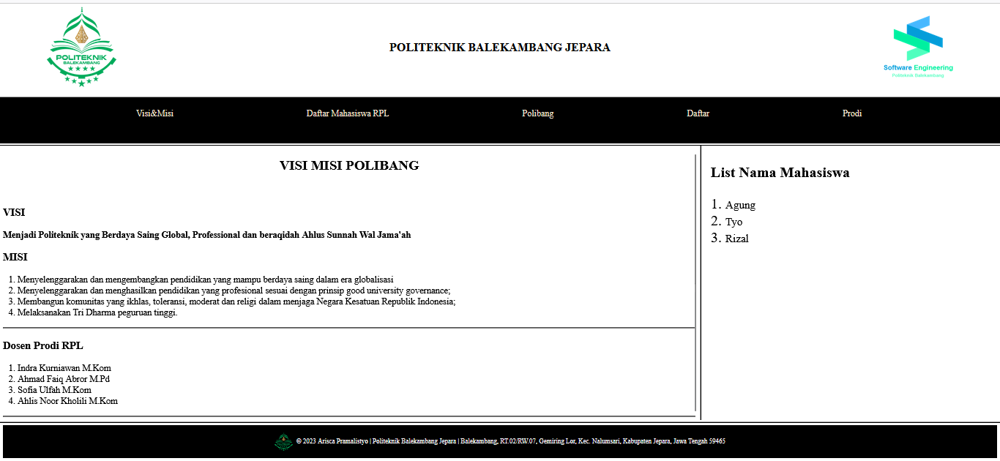 POLITEKNIK
BALEKAMBANG
POLITEKNIK BALEKAMBANG JEPARA
Software Engineering
Politeknik Balekambang
Visi&Misi Daftar Mahasiswa RPL Polibang Daftar Prodi
VISI MISI POLIBANG
VISI
Menjadi Politeknik yang Berdaya Saing Global, Professional dan beraqidah Ahlus Sunnah Wal Jama'ah
MISI
1. Menyelenggarakan dan mengembangkan pendidikan yang mampu berdaya saing dalam era globalisasi
2. Menyelenggarakan dan menghasilkan pendidikan yang profesional sesuai dengan prinsip good university governance;
3. Membangun komunitas yang ikhlas, toleransi, moderat dan religi dalam menjaga Negara Kesatuan Republik Indonesia;
4. Melaksanakan Tri Dharma peguruan tinggi.
Dosen Prodi RPL
1. Indra Kurniawan M.Kom
2. Ahmad Faiq Abror M.Pd
3. Sofia Ulfah M.Kom
4. Ahlis Noor Kholili M.Kom
List Nama Mahasiswa
1. Agung
2. Tyo
3. Rizal
© 2023 Arisca Pramalistyo | Politeknik Balekambang Jepara | Balekambang, RT.02/RW.07, Gemiring Lor, Kec. Nalumsari, Kabupaten Jepara, Jawa Tengah 59465